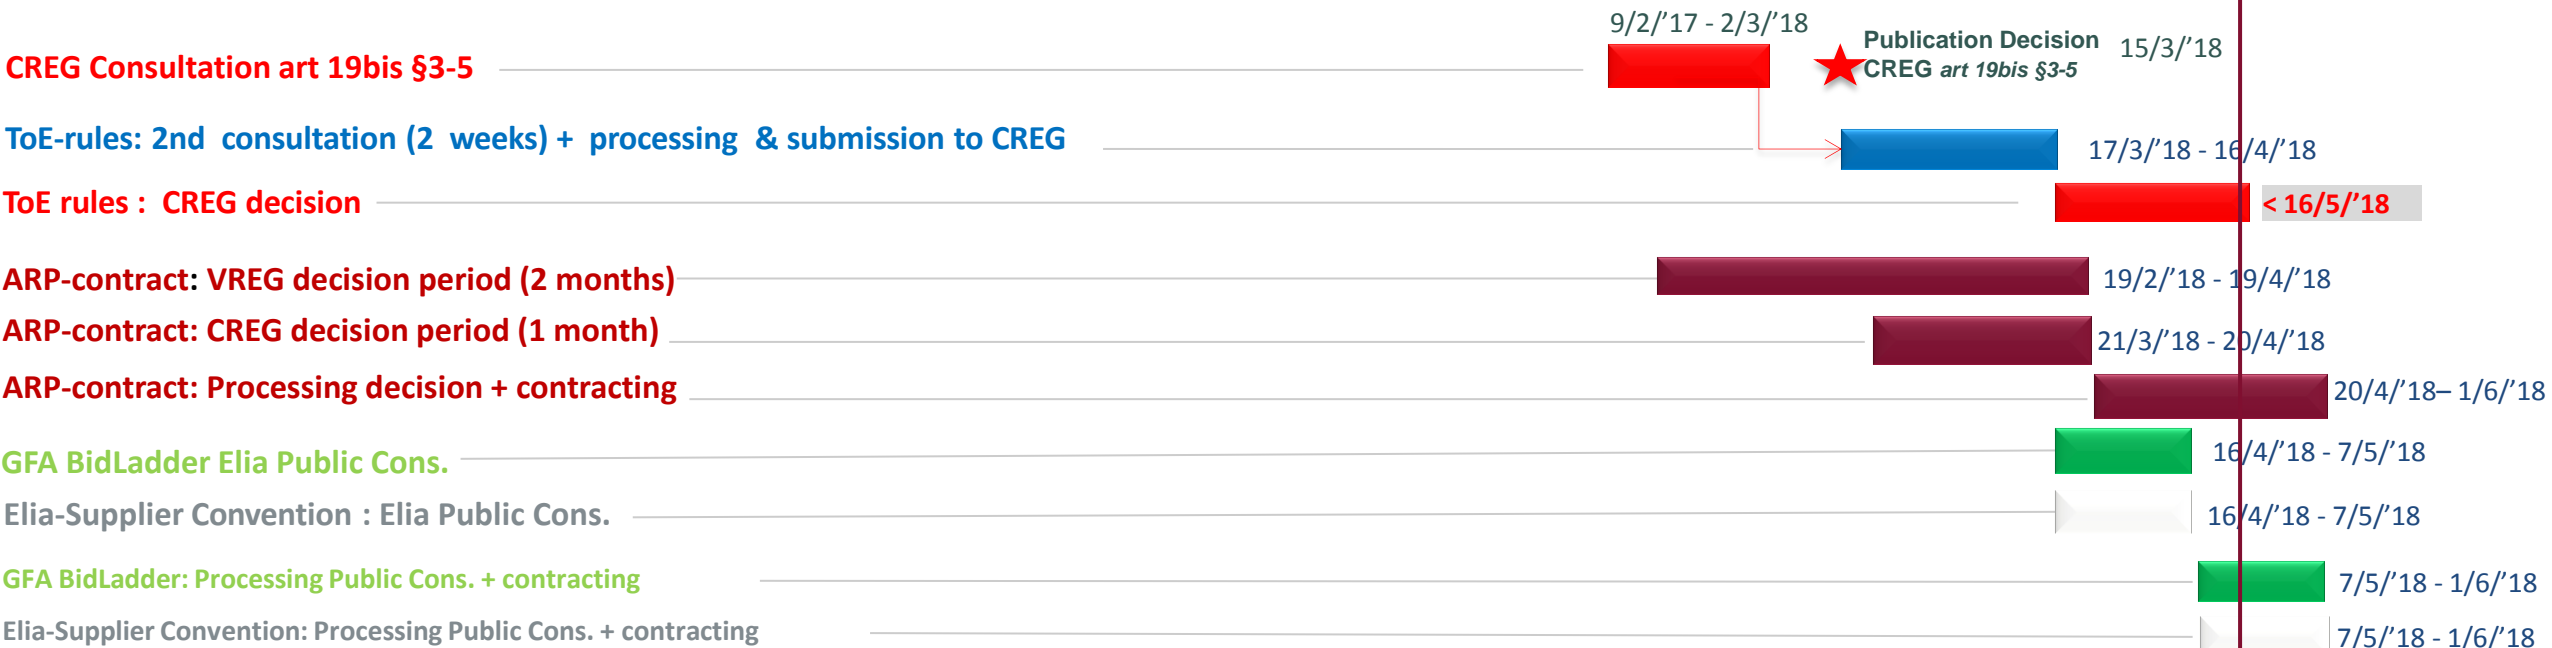 9/2/'17 - 2/3/'18
CREG Consultation art 19bis §3-5
Publication Decision
CREG art 19bis §3-5
15/3/'18
ToE-rules: 2nd consultation (2 weeks) + processing & submission to CREG
17/3/'18 - 16/4/'18
ToE rules : CREG decision
< 16/5/'18
ARP-contract: VREG decision period (2 months)
19/2/'18 - 19/4/'18
ARP-contract: CREG decision period (1 month)
21/3/'18 - 20/4/'18
ARP-contract: Processing decision + contracting
20/4/'18– 1/6/'18
GFA BidLadder Elia Public Cons.
16/4/'18 - 7/5/'18
Elia-Supplier Convention : Elia Public Cons.
16/4/'18 - 7/5/'18
GFA BidLadder: Processing Public Cons. + contracting
7/5/'18 - 1/6/'18
Elia-Supplier Convention: Processing Public Cons. + contracting
7/5/'18 - 1/6/'18